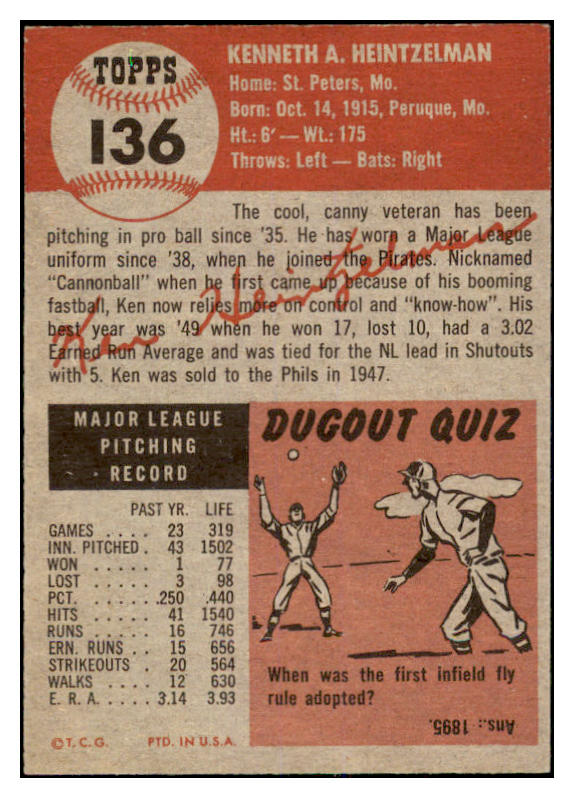 TOPPS
136
KENNETH A. HEINTZELMAN
Home: St. Peters, Mo.
Born: Oct. 14, 1915, Peruque, Mo.
Ht.: 6' — Wt.: 175
Throws: Left — Bats: Right
The cool, canny veteran has been
pitching in pro ball since '35. He has worn a Major League
uniform since '38, when he joined the Pirates. Nicknamed
"Cannonball" when he first came up because of his booming
fastball, Ken now relies more on control and "know-how". His
best year was '49 when he won 17, lost 10, had a 3.02
Earned Run Average and was tied for the NL lead in Shutouts
with 5. Ken was sold to the Phils in 1947.
Ken Heintzelman
MAJOR LEAGUE
PITCHING
RECORD
PAST YR. LIFE
GAMES . . . . 23 319
INN. PITCHED . 43 1502
WON . . . . . 1 77
LOST . . . . . 3 98
PCT. . . . . . .250 .440
HITS . . . . . 41 1540
RUNS . . . . . 16 746
ERN. RUNS . . 15 656
STRIKEOUTS . 20 564
WALKS . . . . 12 630
E. R. A. . . . . 3.14 3.93
© T. C. G. PTD. IN U.S.A.
DUGOUT QUIZ
When was the first infield fly
rule adopted?
Ans.: 1895.